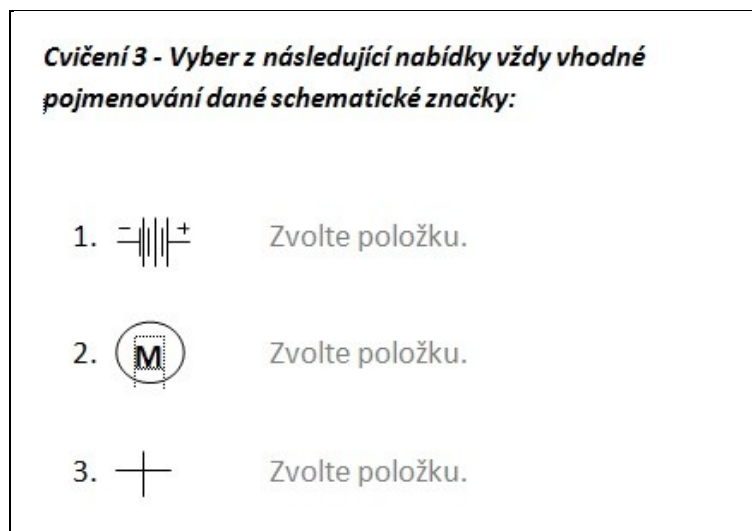 Cvičení 3 - Vyber z následující nabídky vždy vhodné
pojmenování dané schematické značky:
1. - + Zvolte položku.
2. M Zvolte položku.
3. Zvolte položku.